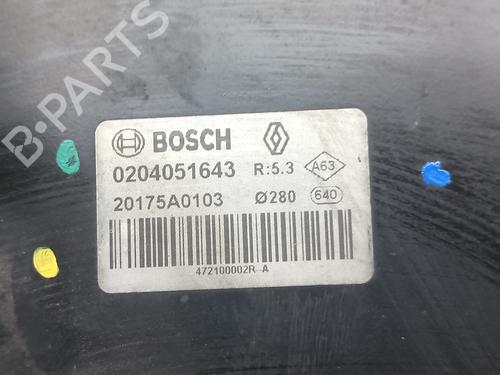 B-PARTS
BOSCH
0204051643 R:5.3 A63
20175A0103 Ø280 640
472100002R A